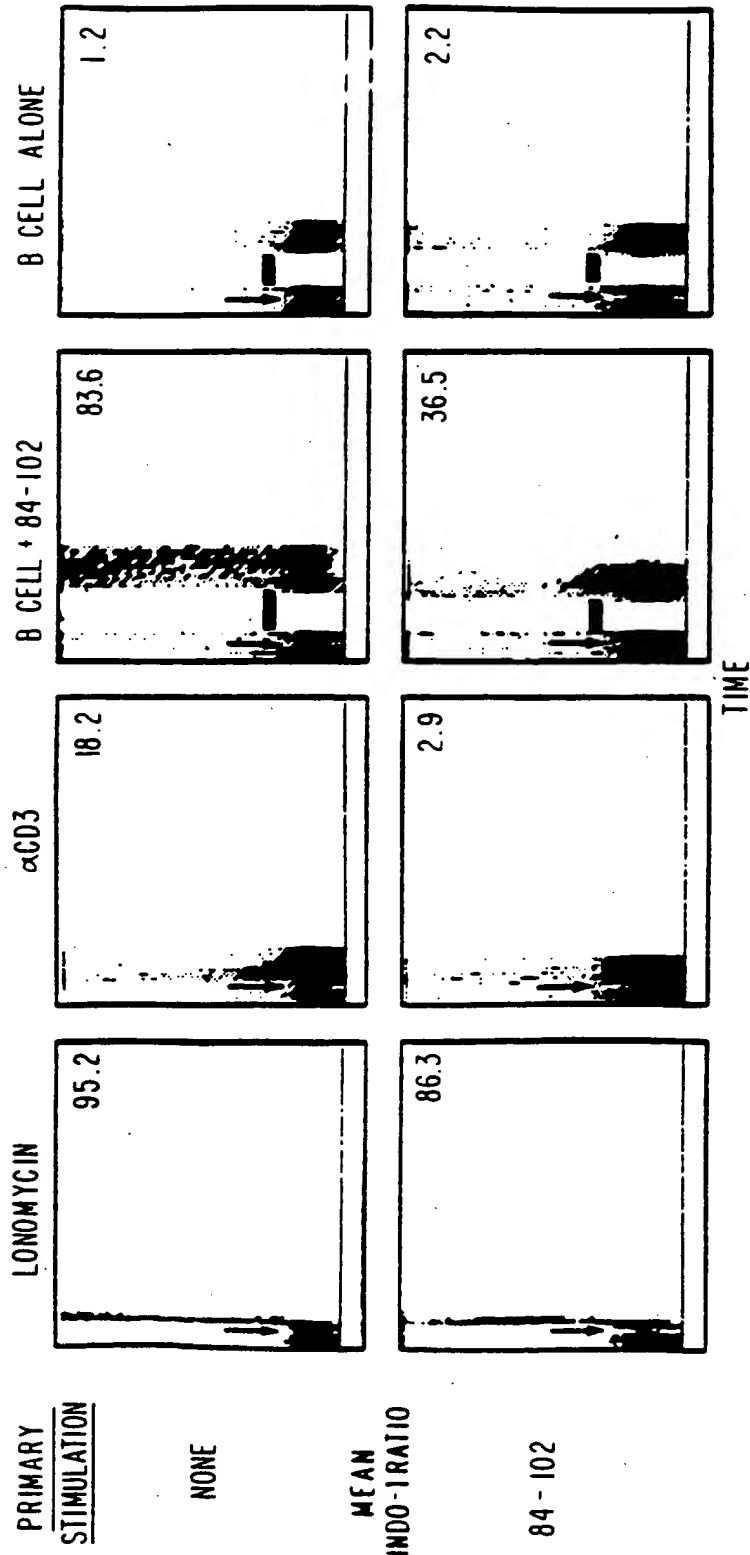 PRIMARY
STIMULATION
LONOMYCIN
αCD3
B CELL + 84-102
B CELL ALONE
NONE
95.2
18.2
83.6
1.2
MEAN
INDO-1 RATIO
84-102
86.3
2.9
36.5
2.2
TIME